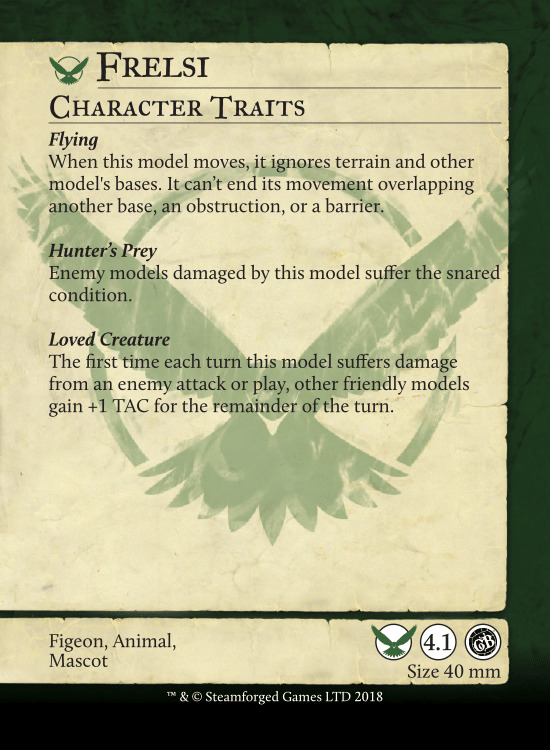 Frelsi
Character Traits
Flying
When this model moves, it ignores terrain and other
model's bases. It can't end its movement overlapping
another base, an obstruction, or a barrier.
Hunter's Prey
Enemy models damaged by this model suffer the snared
condition.
Loved Creature
The first time each turn this model suffers damage
from an enemy attack or play, other friendly models
gain +1 TAC for the remainder of the turn.
Figeon, Animal,
Mascot
4.1
GB
Size 40 mm
™ & © Steamforged Games LTD 2018